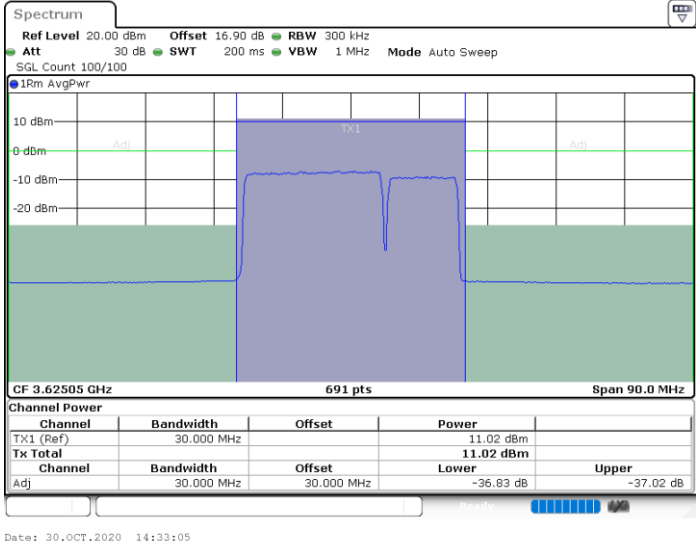 Spectrum
Ref Level 20.00 dBm Offset 16.90 dB RBW 300 kHz
Att 30 dB SWT 200 ms VBW 1 MHz Mode Auto Sweep
SGL Count 100/100
1Rm AvgPwr
10 dBm
TX1
Adj Adj
0 dBm
-10 dBm
-20 dBm
CF 3.62505 GHz 691 pts Span 90.0 MHz
Channel Power
Channel Bandwidth Offset Power
TX1 (Ref) 30.000 MHz 11.02 dBm
Tx Total 11.02 dBm
Channel Bandwidth Offset Lower Upper
Adj 30.000 MHz 30.000 MHz -36.83 dB -37.02 dB
Ready
Date: 30.OCT.2020 14:33:05